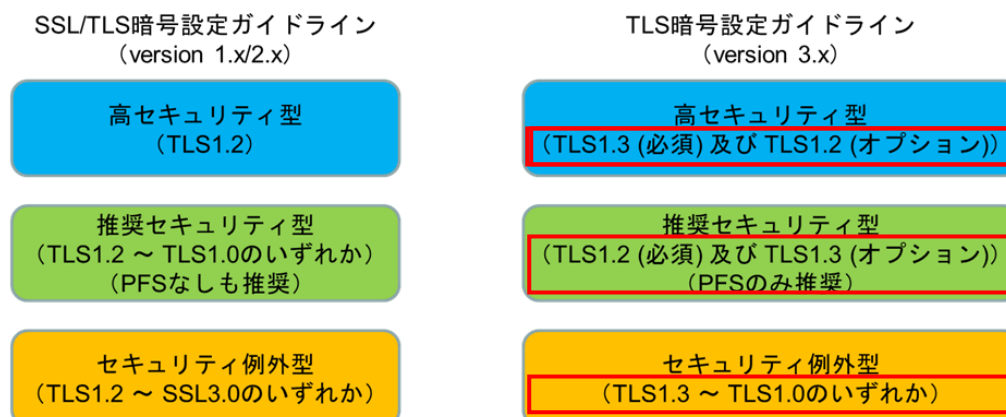 SSL/TLS暗号設定ガイドライン
（version 1.x/2.x）
高セキュリティ型
（TLS1.2）
推奨セキュリティ型
（TLS1.2 ～ TLS1.0のいずれか）
（PFSなしも推奨）
セキュリティ例外型
（TLS1.2 ～ SSL3.0のいずれか）
TLS暗号設定ガイドライン
（version 3.x）
高セキュリティ型
（TLS1.3 (必須) 及び TLS1.2 (オプション)）
推奨セキュリティ型
（TLS1.2 (必須) 及び TLS1.3 (オプション)）
（PFSのみ推奨）
セキュリティ例外型
（TLS1.3 ～ TLS1.0のいずれか）